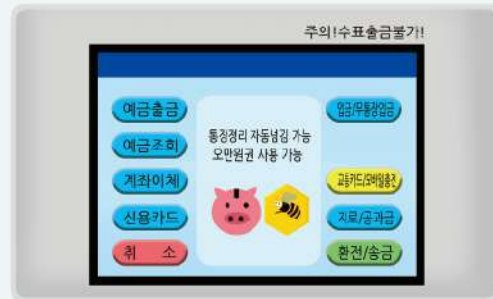 주의!수표출금불가!
예금출금
입금/무통장입금
예금조회
통장정리 자동넘김 가능
오만원권 사용 가능
계좌이체
교통카드/모바일충전
신용카드
지로/공과금
취 소
환전/송금